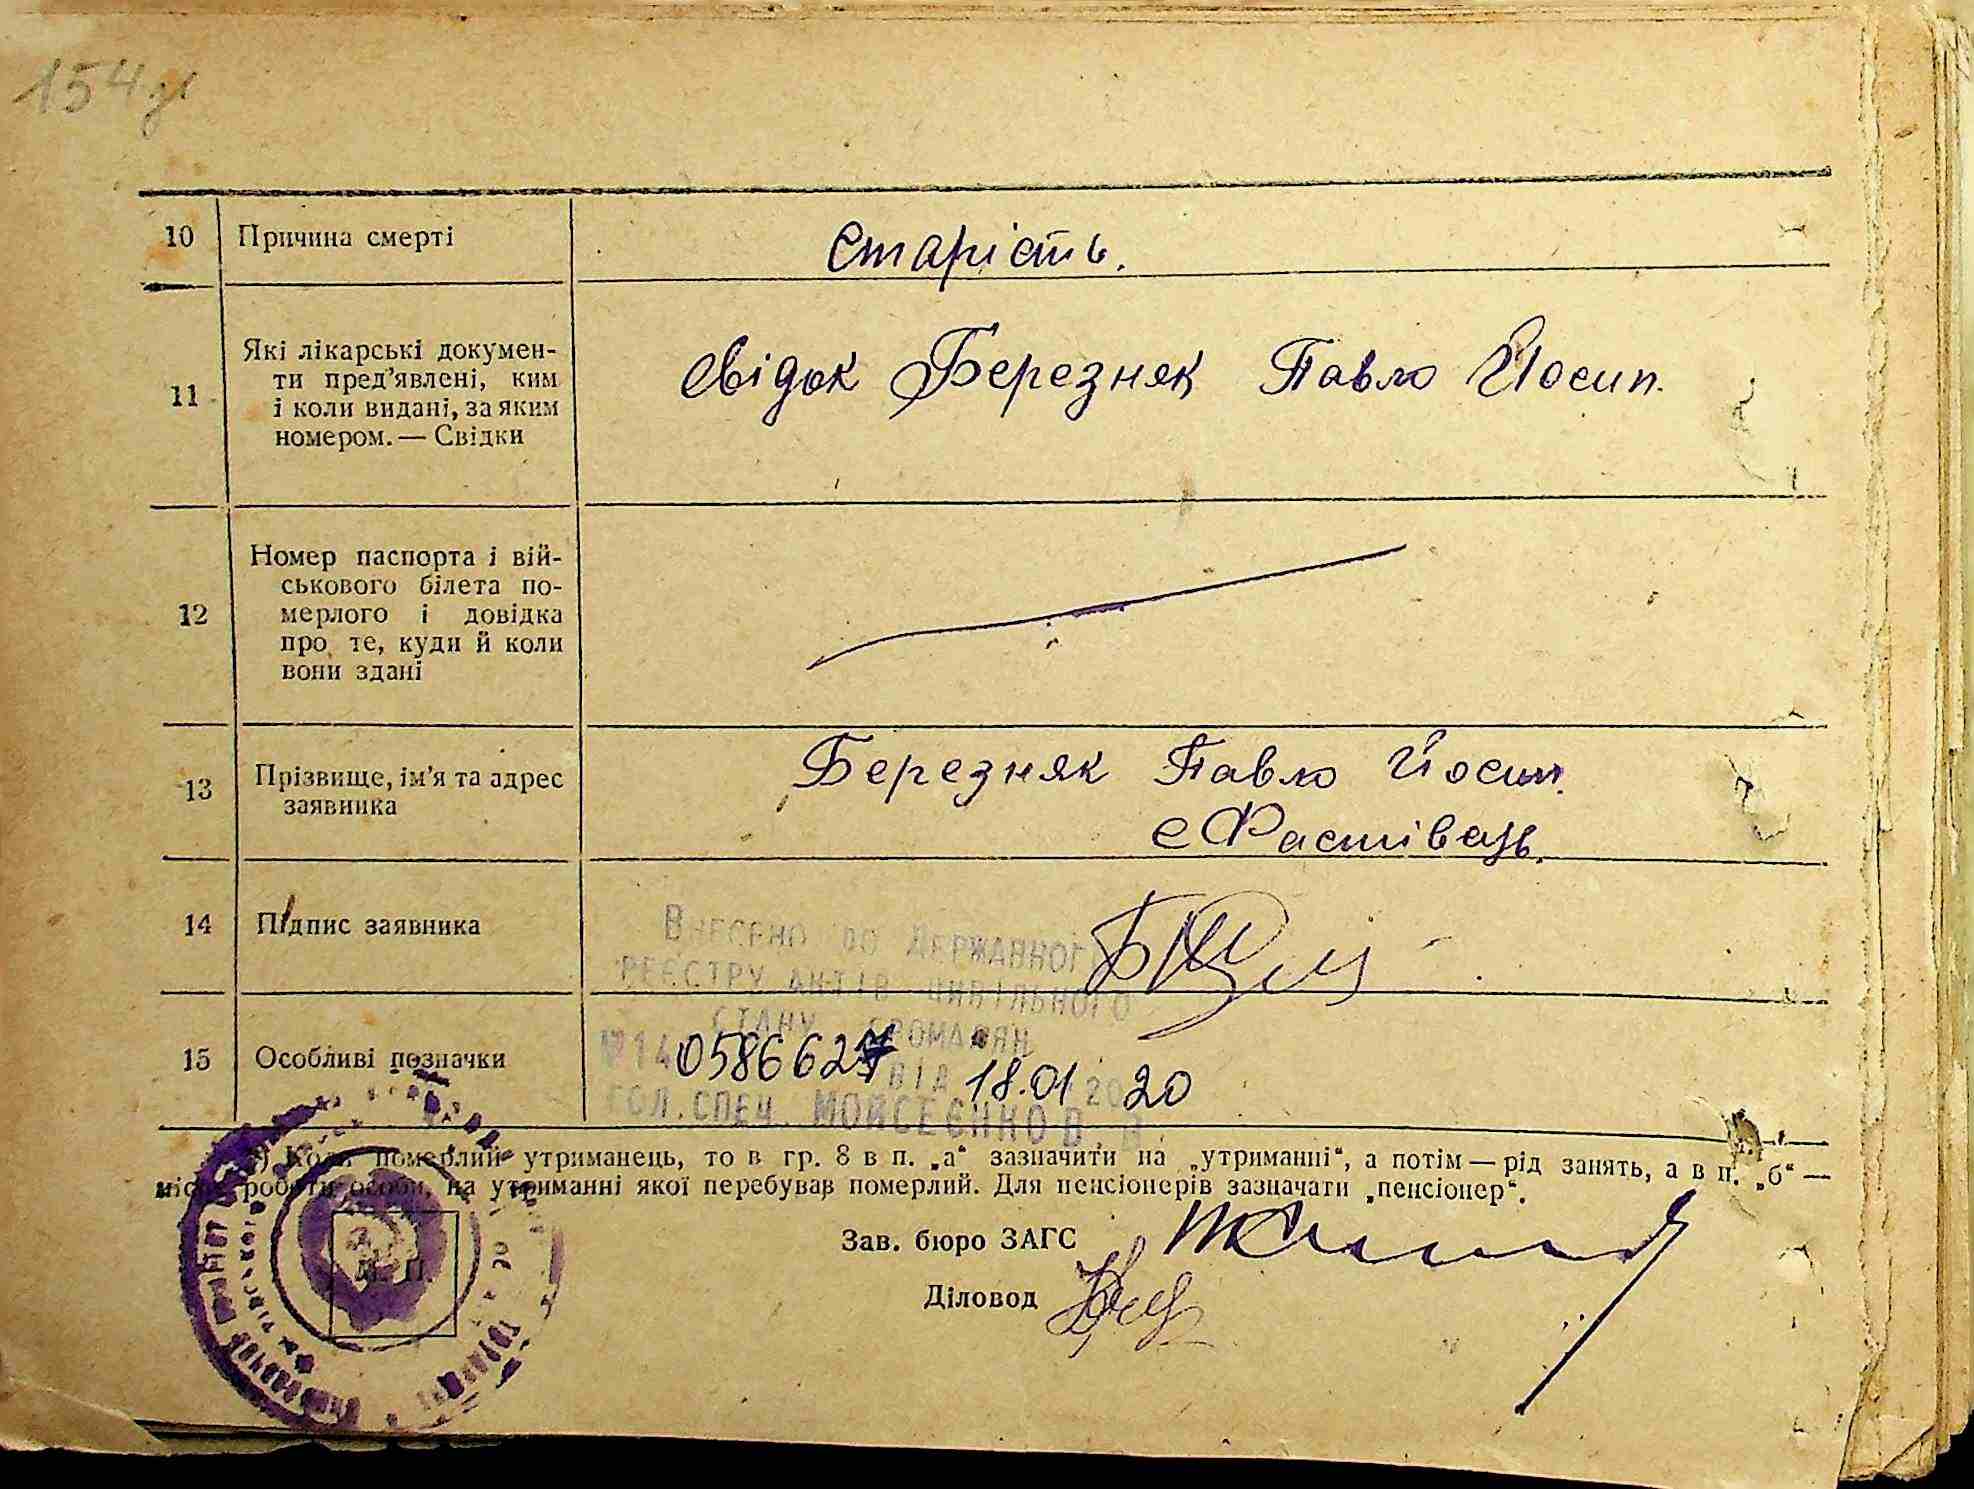 154
10 Причина смерті Старість.
11 Які лікарські докумен-
ти пред’явлені, ким
і коли видані, за яким
номером. — Свідки
свідок Березняк Павло Йосип.
12 Номер паспорта і вій-
ськового білета по-
мерлого і довідка
про те, куди й коли
вони здані
13 Прізвище, ім’я та адрес
заявника
Березняк Павло Йосип.
с Фастівець.
14 Підпис заявника
Внесено до Державног
реєстру актів цивільного
стану громадян
15 Особливі позначки
05866627
від 18.01 2020
гол. спец. Мойсеєнко В
Коли померлий утриманець, то в гр. 8 в п. „а“ зазначити на „утриманні“, а потім — рід занять, а в п. „б“ —
місце роботи особи, на утриманні якої перебував померлий. Для пенсіонерів зазначати „пенсіонер“.
Зав. бюро ЗАГС
Діловод
М. П.